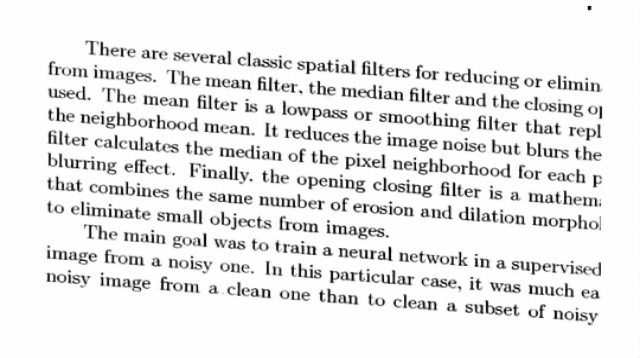 There are several classic spatial filters for reducing or elimin
from images. The mean filter, the median filter and the closing op
used. The mean filter is a lowpass or smoothing filter that repl
the neighborhood mean. It reduces the image noise but blurs the
filter calculates the median of the pixel neighborhood for each p
blurring effect. Finally, the opening closing filter is a mathema
that combines the same number of erosion and dilation morphol
to eliminate small objects from images.
The main goal was to train a neural network in a supervised
image from a noisy one. In this particular case, it was much ea
noisy image from a clean one than to clean a subset of noisy